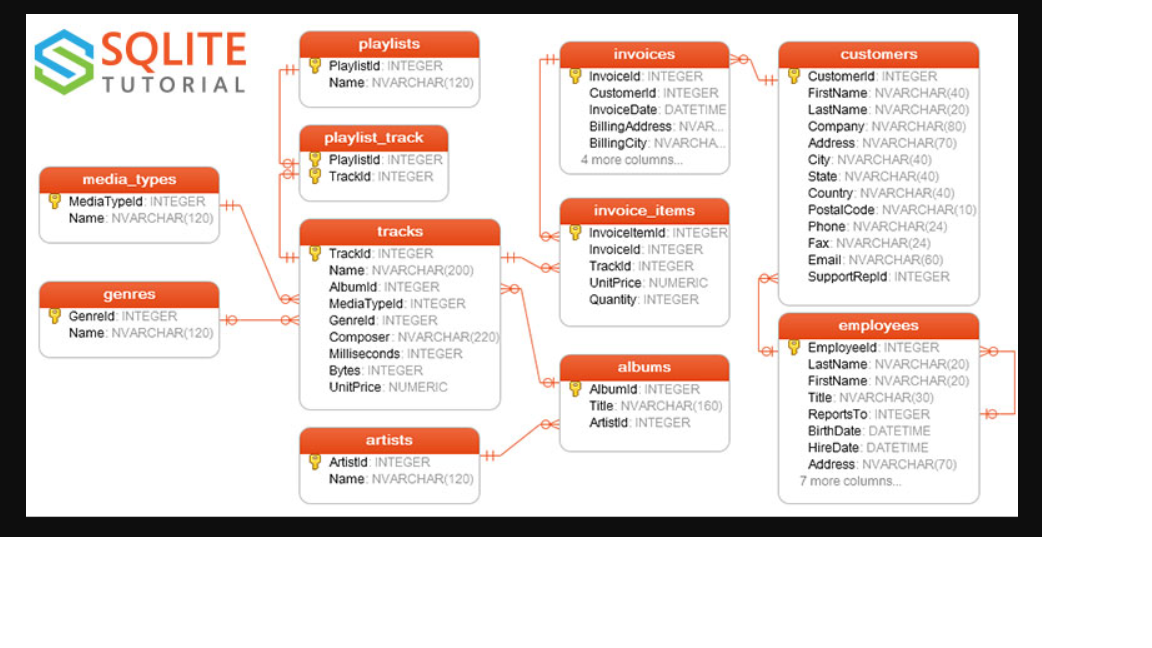 SQLITE
TUTORIAL
playlists
PlaylistId: INTEGER
Name: NVARCHAR(120)
playlist_track
PlaylistId: INTEGER
TrackId: INTEGER
media_types
MediaTypeId: INTEGER
Name: NVARCHAR(120)
genres
GenreId: INTEGER
Name: NVARCHAR(120)
tracks
TrackId: INTEGER
Name: NVARCHAR(200)
AlbumId: INTEGER
MediaTypeId: INTEGER
GenreId: INTEGER
Composer: NVARCHAR(220)
Milliseconds: INTEGER
Bytes: INTEGER
UnitPrice: NUMERIC
artists
ArtistId: INTEGER
Name: NVARCHAR(120)
invoices
InvoiceId: INTEGER
CustomerId: INTEGER
InvoiceDate: DATETIME
BillingAddress: NVAR...
BillingCity: NVARCHA...
4 more columns...
invoice_items
InvoiceItemId: INTEGER
InvoiceId: INTEGER
TrackId: INTEGER
UnitPrice: NUMERIC
Quantity: INTEGER
albums
AlbumId: INTEGER
Title: NVARCHAR(160)
ArtistId: INTEGER
customers
CustomerId: INTEGER
FirstName: NVARCHAR(40)
LastName: NVARCHAR(20)
Company: NVARCHAR(80)
Address: NVARCHAR(70)
City: NVARCHAR(40)
State: NVARCHAR(40)
Country: NVARCHAR(40)
PostalCode: NVARCHAR(10)
Phone: NVARCHAR(24)
Fax: NVARCHAR(24)
Email: NVARCHAR(60)
SupportRepId: INTEGER
employees
EmployeeId: INTEGER
LastName: NVARCHAR(20)
FirstName: NVARCHAR(20)
Title: NVARCHAR(30)
ReportsTo: INTEGER
BirthDate: DATETIME
HireDate: DATETIME
Address: NVARCHAR(70)
7 more columns...